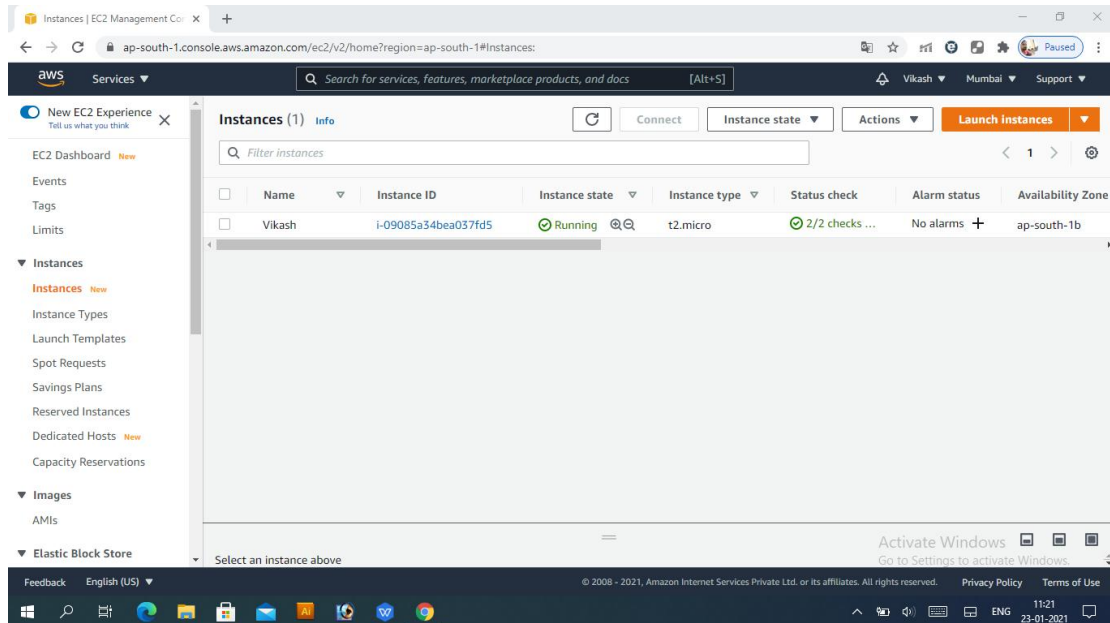 Instances | EC2 Management Co
ap-south-1.console.aws.amazon.com/ec2/v2/home?region=ap-south-1#Instances:
Paused
aws Services ▼ Search for services, features, marketplace products, and docs [Alt+S] Vikash ▼ Mumbai ▼ Support ▼
New EC2 Experience
Tell us what you think
EC2 Dashboard New
Events
Tags
Limits
Instances
Instances New
Instance Types
Launch Templates
Spot Requests
Savings Plans
Reserved Instances
Dedicated Hosts New
Capacity Reservations
Images
AMIs
Elastic Block Store
Instances (1) Info Connect Instance state ▼ Actions ▼ Launch instances ▼
Filter instances 1
Name Instance ID Instance state Instance type Status check Alarm status Availability Zone
Vikash i-09085a34bea037fd5 Running t2.micro 2/2 checks ... No alarms + ap-south-1b
Select an instance above
Activate Windows
Go to Settings to activate Windows.
Feedback English (US) ▼ © 2008 - 2021, Amazon Internet Services Private Ltd. or its affiliates. All rights reserved. Privacy Policy Terms of Use
Ai
ENG
11:21
23-01-2021